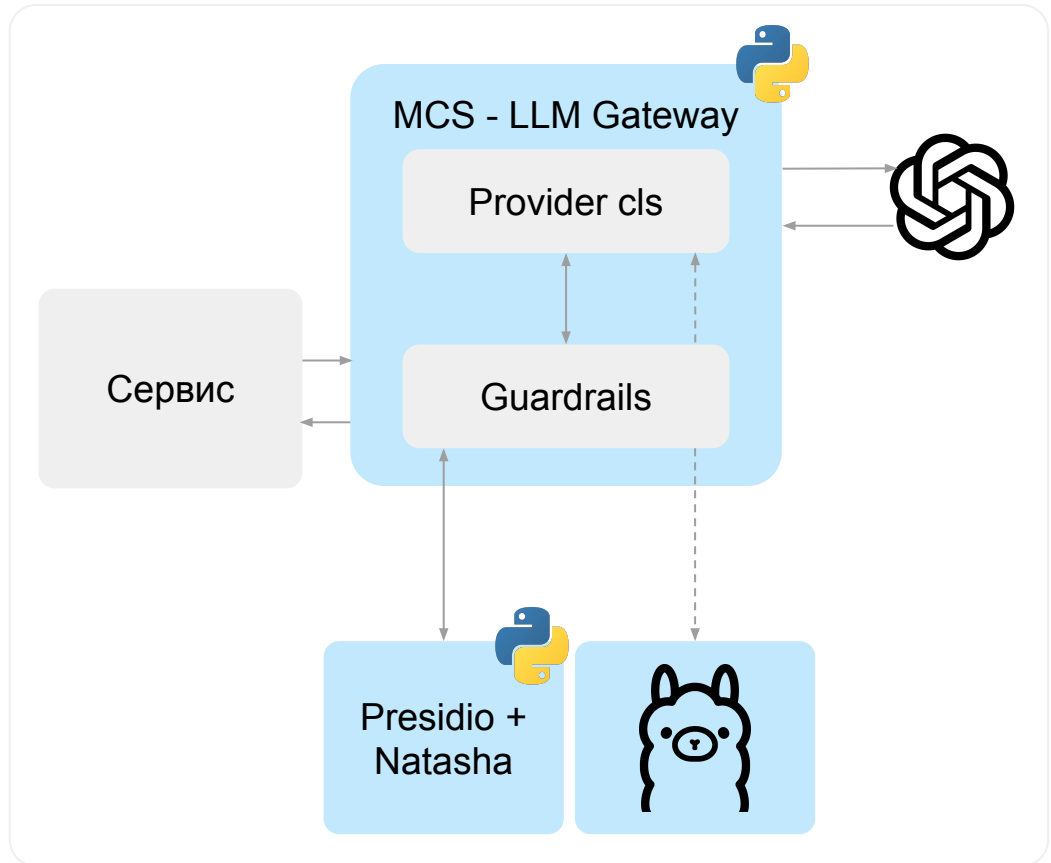 MCS - LLM Gateway
Provider cls
Сервис
Guardrails
Presidio +
Natasha